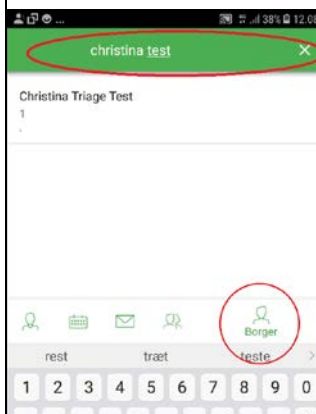 38% 12.08
christina test ×
Christina Triage Test
1
.
Borger
rest træt teste >
1 2 3 4 5 6 7 8 9 0